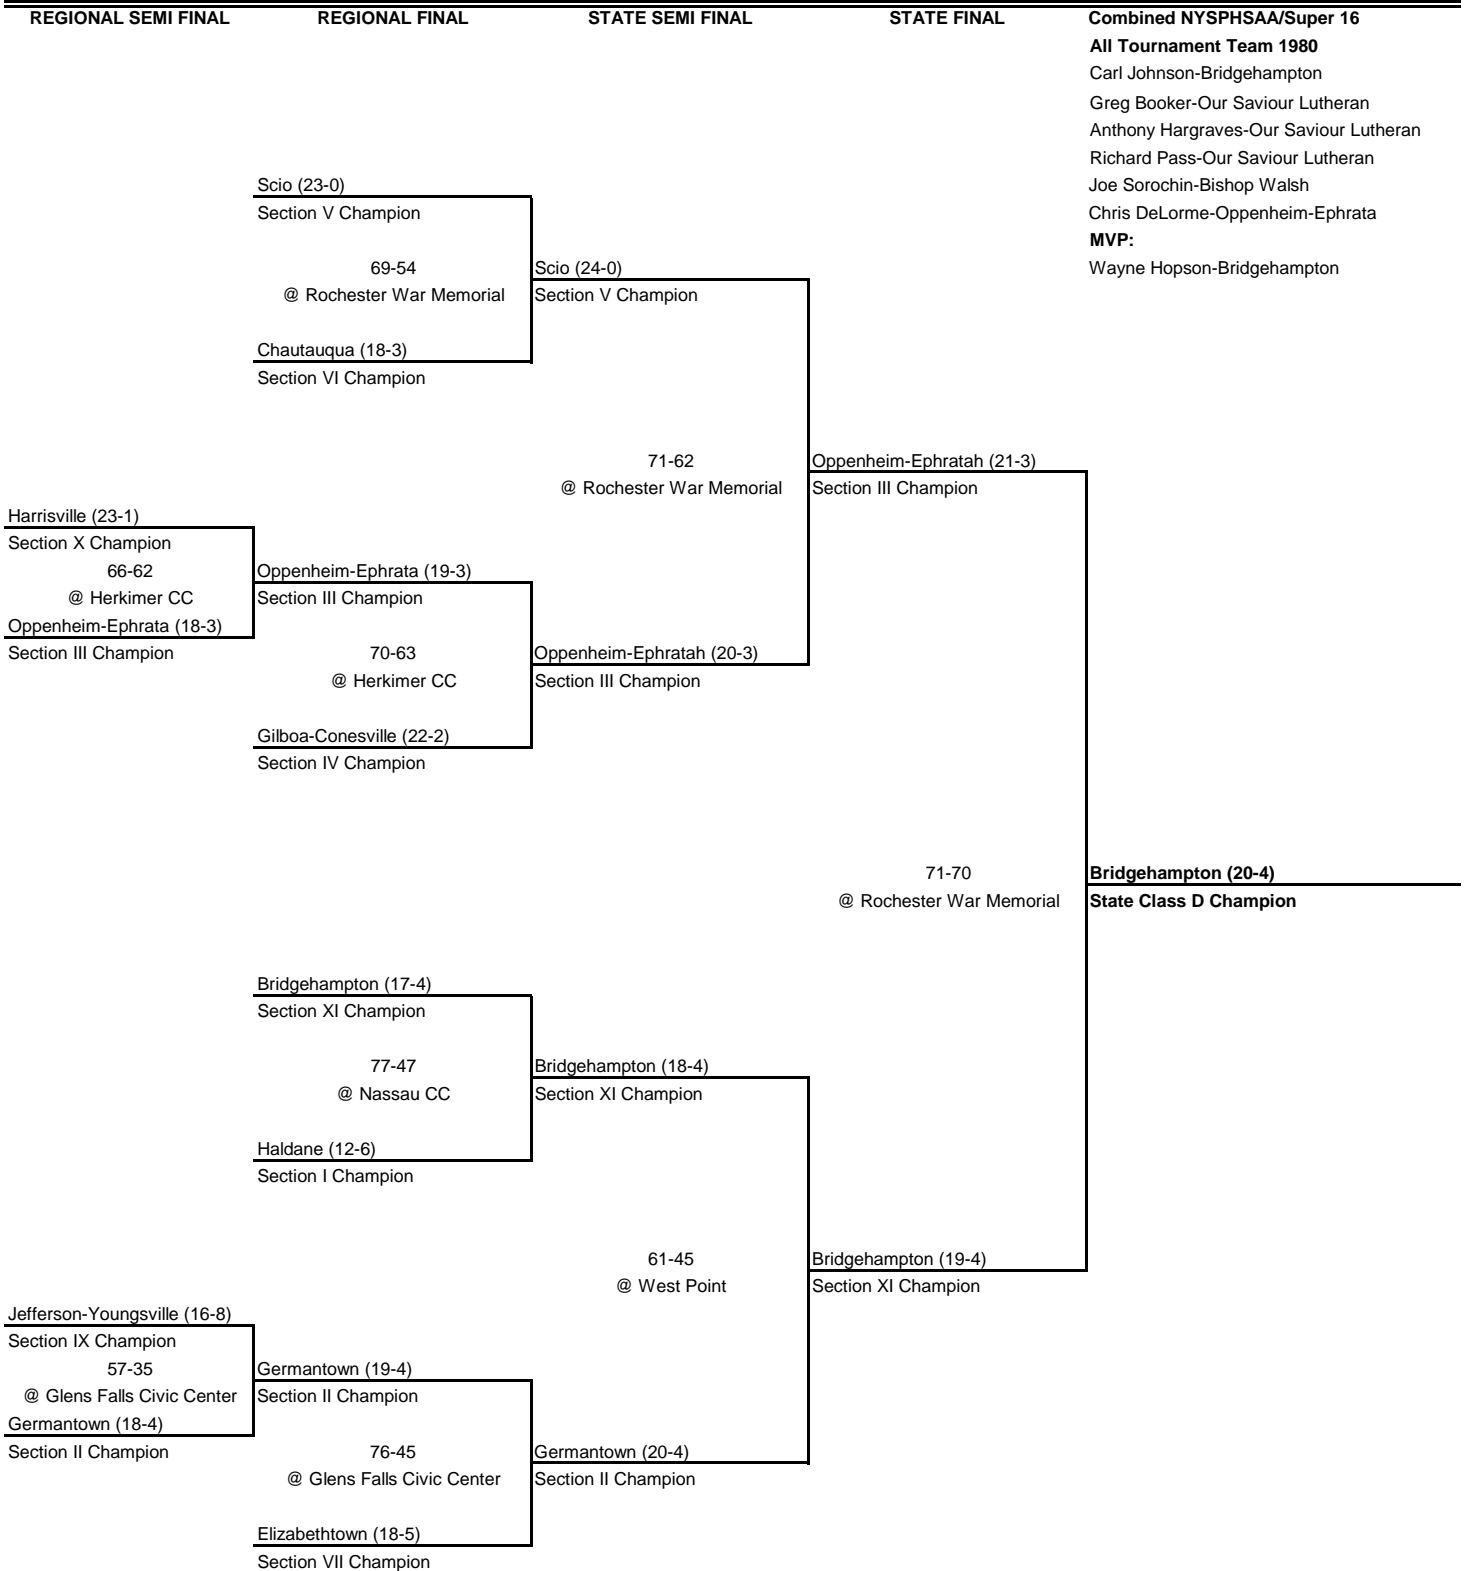 REGIONAL SEMI FINAL REGIONAL FINAL STATE SEMI FINAL STATE FINAL Combined NYSPHSAA/Super 16
All Tournament Team 1980
Carl Johnson-Bridgehampton
Greg Booker-Our Saviour Lutheran
Anthony Hargraves-Our Saviour Lutheran
Richard Pass-Our Saviour Lutheran
Scio (23-0) Joe Sorochin-Bishop Walsh
Section V Champion Chris DeLorme-Oppenheim-Ephrata
MVP:
69-54 Scio (24-0) Wayne Hopson-Bridgehampton
@ Rochester War Memorial Section V Champion
Chautauqua (18-3)
Section VI Champion
71-62 Oppenheim-Ephratah (21-3)
@ Rochester War Memorial Section III Champion
Harrisville (23-1)
Section X Champion
66-62 Oppenheim-Ephrata (19-3)
@ Herkimer CC Section III Champion
Oppenheim-Ephrata (18-3)
Section III Champion 70-63 Oppenheim-Ephratah (20-3)
@ Herkimer CC Section III Champion
Gilboa-Conesville (22-2)
Section IV Champion
71-70 Bridgehampton (20-4)
@ Rochester War Memorial State Class D Champion
Bridgehampton (17-4)
Section XI Champion
77-47 Bridgehampton (18-4)
@ Nassau CC Section XI Champion
Haldane (12-6)
Section I Champion
61-45 Bridgehampton (19-4)
@ West Point Section XI Champion
Jefferson-Youngsville (16-8)
Section IX Champion
57-35 Germantown (19-4)
@ Glens Falls Civic Center Section II Champion
Germantown (18-4)
Section II Champion 76-45 Germantown (20-4)
@ Glens Falls Civic Center Section II Champion
Elizabethtown (18-5)
Section VII Champion